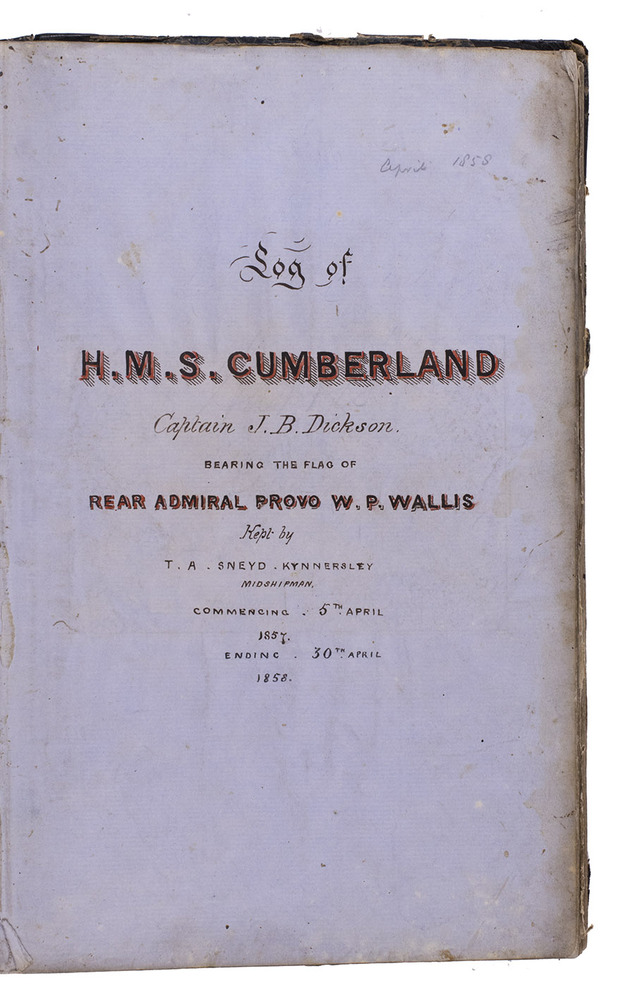 April 1858
Log of
H.M.S. CUMBERLAND
Captain J. B. Dickson.
BEARING THE FLAG OF
REAR ADMIRAL PROVO W. P. WALLIS
Kept by
T. A. SNEYD. KYNNERSLEY
MIDSHIPMAN,
COMMENCING . 5TH. APRIL
1857.
ENDING . 30TH. APRIL
1858.